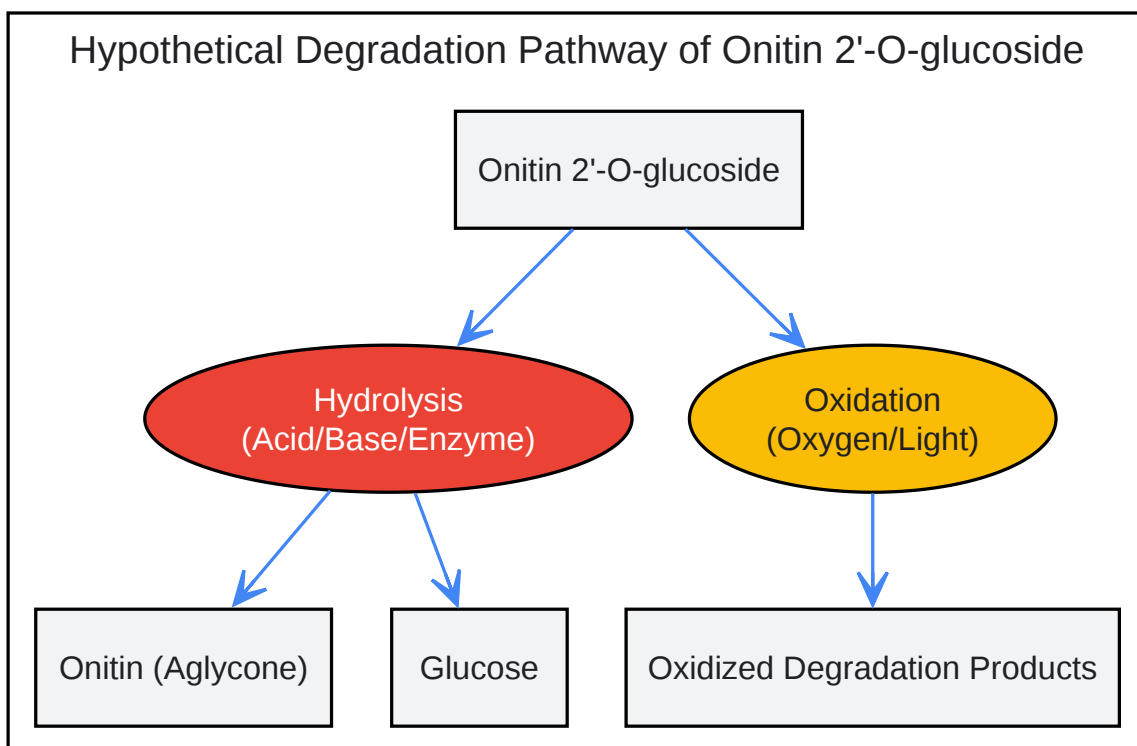 Hypothetical Degradation Pathway of Onitin 2'-O-glucoside
Onitin 2'-O-glucoside
Hydrolysis
(Acid/Base/Enzyme)
Oxidation
(Oxygen/Light)
Onitin (Aglycone)
Glucose
Oxidized Degradation Products